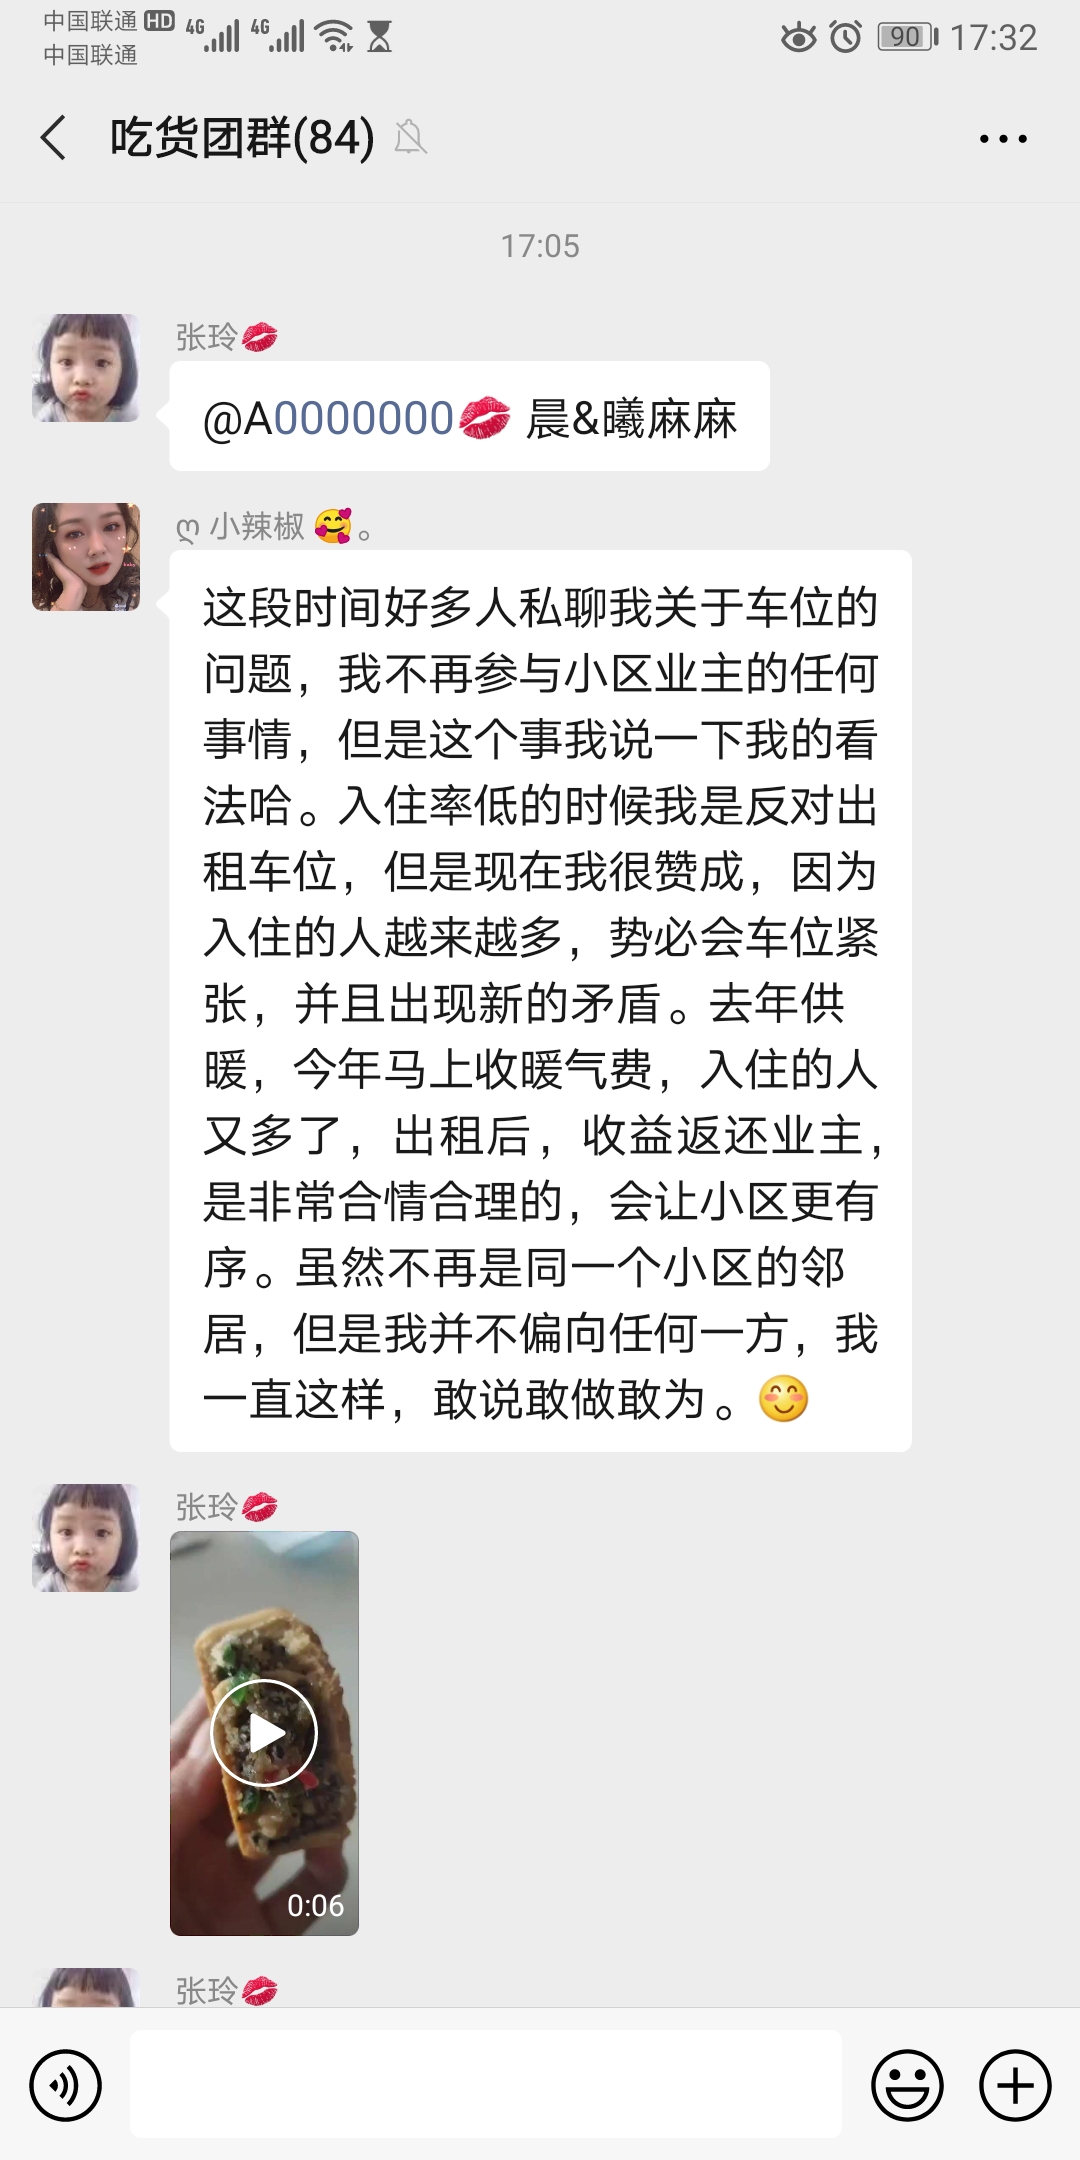 中国联通 HD 4G 4G 90 17:32
中国联通
吃货团群(84)
17:05
张玲💋
@A0000000💋 晨&曦麻麻
ღ 小辣椒 🥰。
这段时间好多人私聊我关于车位的
问题，我不再参与小区业主的任何
事情，但是这个事我说一下我的看
法哈。入住率低的时候我是反对出
租车位，但是现在我很赞成，因为
入住的人越来越多，势必会车位紧
张，并且出现新的矛盾。去年供
暖，今年马上收暖气费，入住的人
又多了，出租后，收益返还业主，
是非常合情合理的，会让小区更有
序。虽然不再是同一个小区的邻
居，但是我并不偏向任何一方，我
一直这样，敢说敢做敢为。😊
张玲💋
0:06
张玲💋